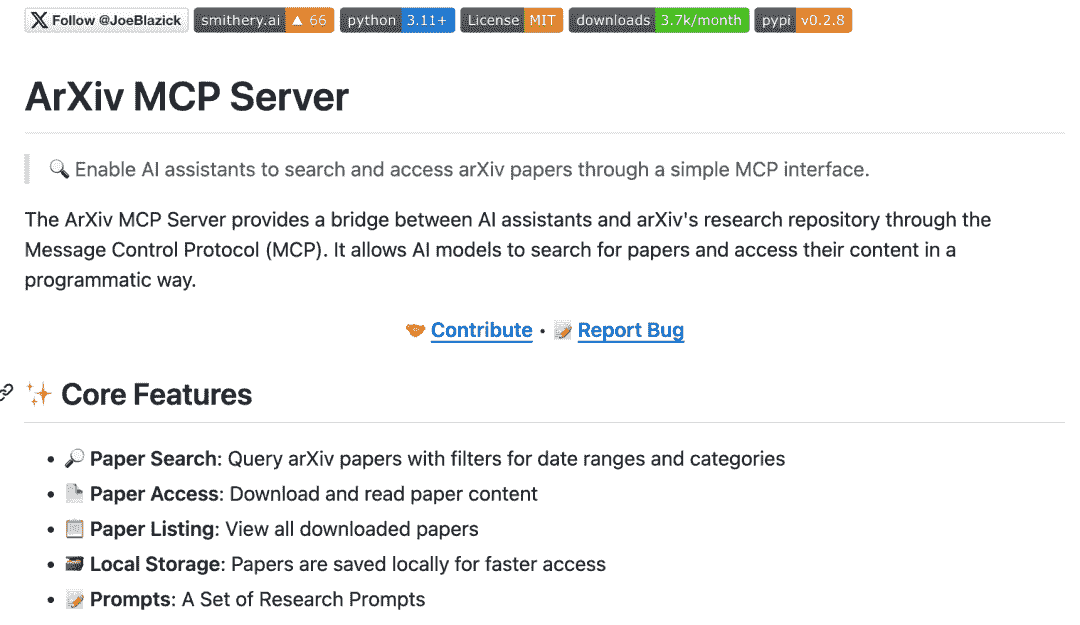 Follow @JoeBlazick smithery.ai ▲ 66 python 3.11+ License MIT downloads 3.7k/month pypi v0.2.8
ArXiv MCP Server
🔍 Enable AI assistants to search and access arXiv papers through a simple MCP interface.
The ArXiv MCP Server provides a bridge between AI assistants and arXiv's research repository through the
Message Control Protocol (MCP). It allows AI models to search for papers and access their content in a
programmatic way.
🤝 Contribute • 📝 Report Bug
✨ Core Features
• 🔎 Paper Search: Query arXiv papers with filters for date ranges and categories
• 📄 Paper Access: Download and read paper content
• 📋 Paper Listing: View all downloaded papers
• 🗃️ Local Storage: Papers are saved locally for faster access
• 📝 Prompts: A Set of Research Prompts